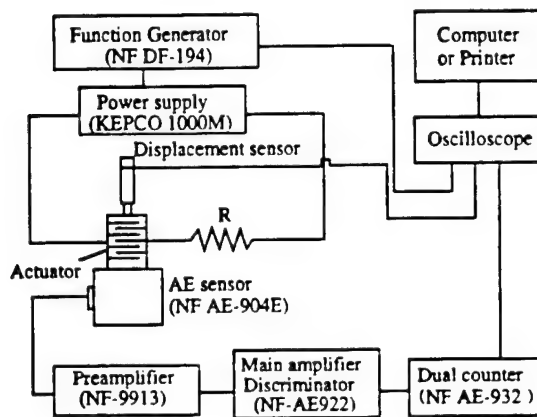 Function Generator
(NF DF-194)
Computer
or Printer
Power supply
(KEPCO 1000M)
Oscilloscope
Displacement sensor
R
Actuator
AE sensor
(NF AE-904E)
Preamplifier
(NF-9913)
Main amplifier
Discriminator
(NF-AE922)
Dual counter
(NF AE-932)